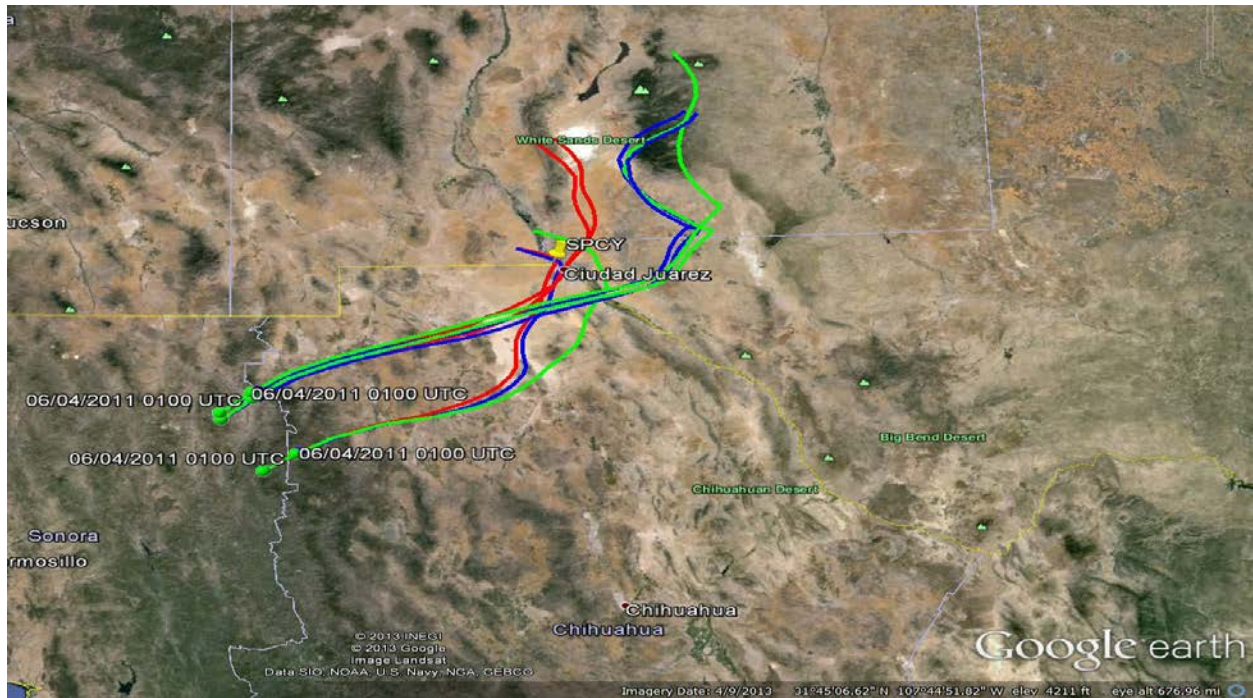 White Sands Desert
ucson
SPCY
Ciudad Juárez
06/04/2011 0100 UTC
06/04/2011 0100 UTC
06/04/2011 0100 UTC
06/04/2011 0100 UTC
Big Bend Desert
Chihuahuan Desert
Sonora
rmosillo
Chihuahua
Chihuahua
© 2013 INEGI
© 2013 Google
Image Landsat
Data SIO, NOAA, U.S. Navy, NGA, GEBCO
Google earth
Imagery Date: 4/9/2013 31°45'06.62" N 107°44'51.82" W elev 4211 ft eye alt 676.96 mi